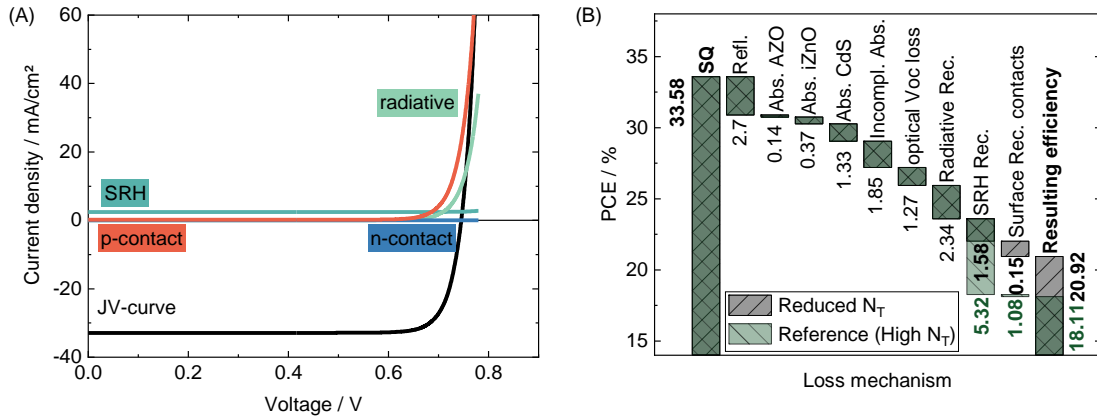 (A)
60
40
20
0
-20
-40
Current density / mA/cm²
radiative
SRH
p-contact
n-contact
JV-curve
0.0
0.2
0.4
0.6
0.8
Voltage / V
(B)
35
30
25
20
15
PCE / %
33.58
SQ
Refl.
2.7
Abs. AZO
0.14
Abs. iZnO
0.37
Abs. CdS
1.33
Incompl. Abs.
1.85
optical Voc loss
1.27
Radiative Rec.
2.34
SRH Rec.
1.58
5.32
Surface Rec. contacts
0.15
1.08
Resulting efficiency
20.92
18.11
Reduced N_T
Reference (High N_T)
Loss mechanism